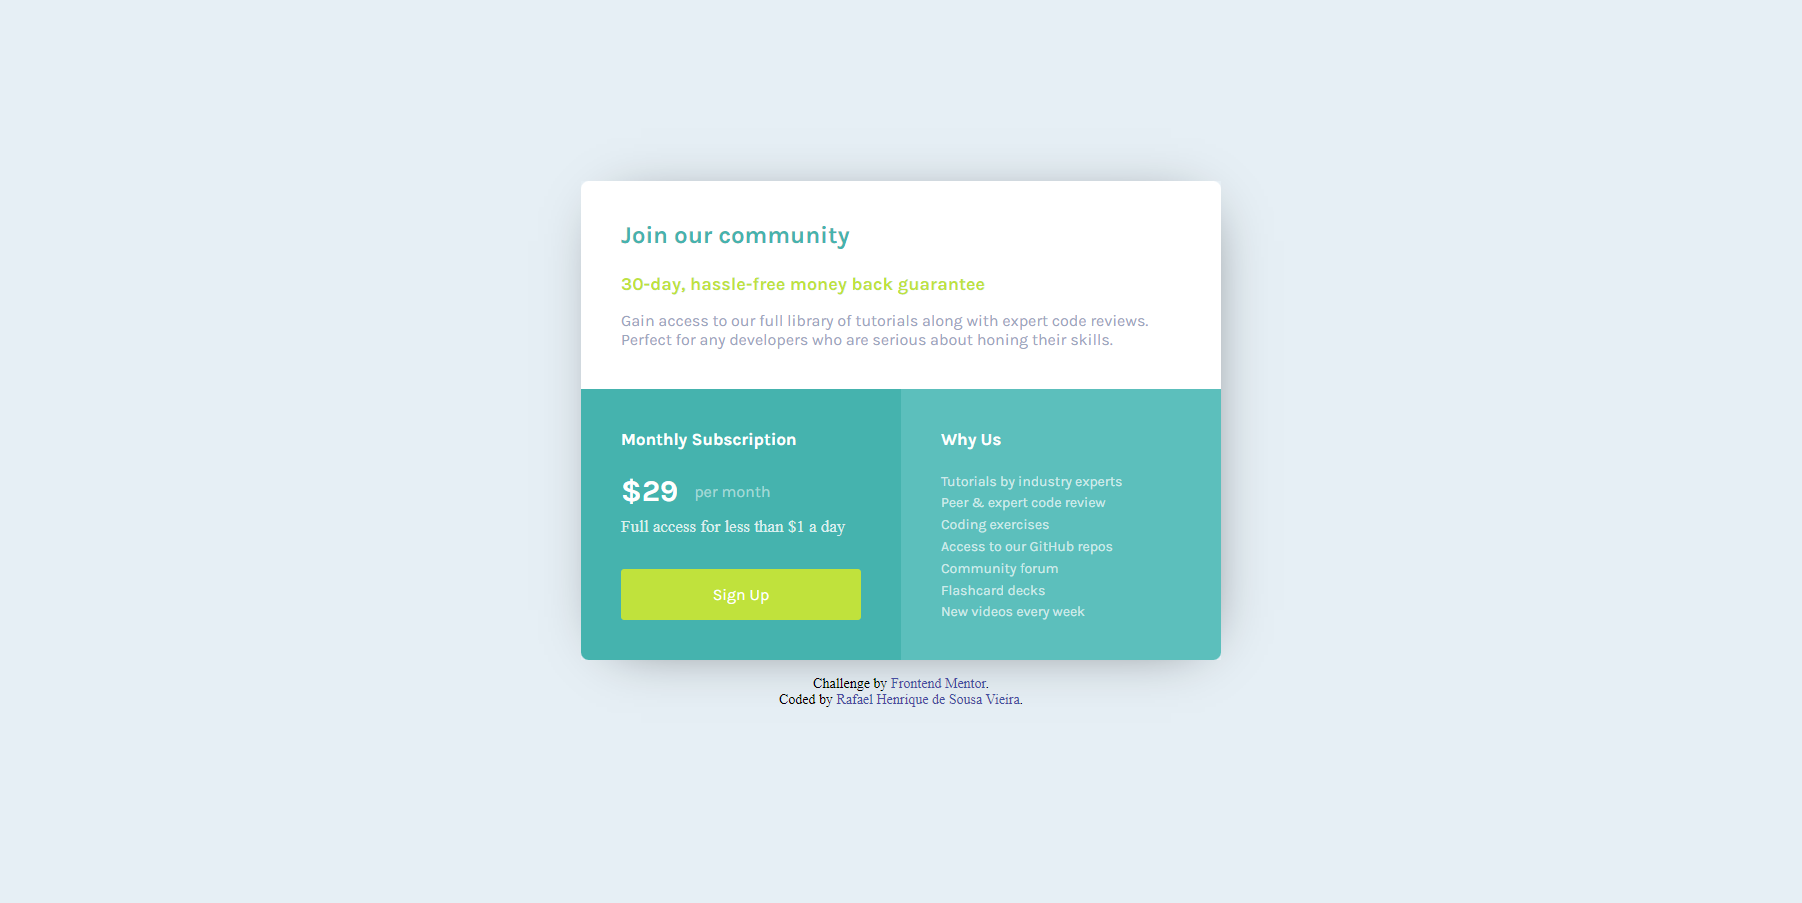 Join our community
30-day, hassle-free money back guarantee
Gain access to our full library of tutorials along with expert code reviews.
Perfect for any developers who are serious about honing their skills.
Monthly Subscription
$29 per month
Full access for less than $1 a day
Sign Up
Why Us
Tutorials by industry experts
Peer & expert code review
Coding exercises
Access to our GitHub repos
Community forum
Flashcard decks
New videos every week
Challenge by Frontend Mentor.
Coded by Rafael Henrique de Sousa Vieira.